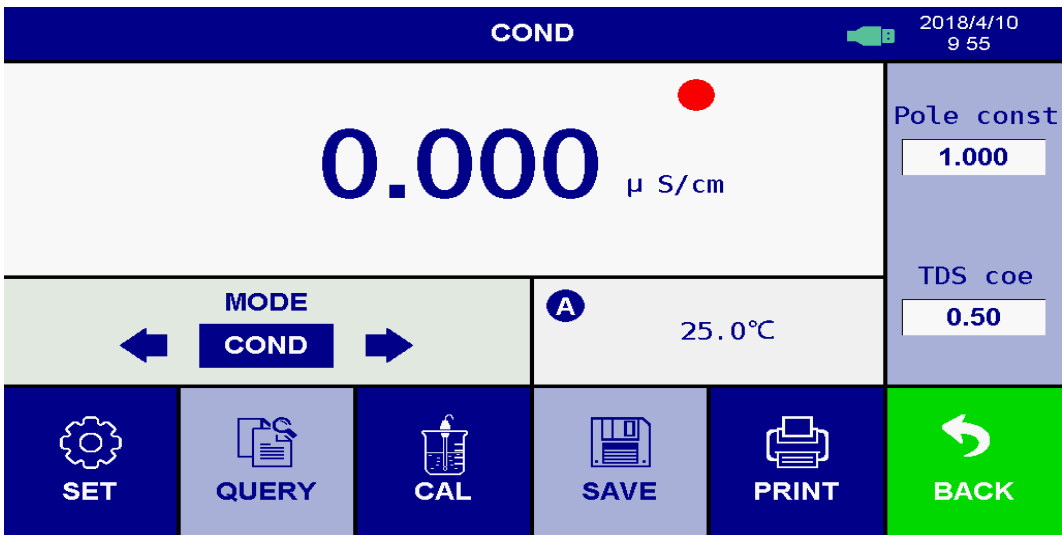 COND
2018/4/10
9 55
0.000 μ S/cm
Pole const
1.000
TDS coe
0.50
MODE
COND
A
25.0℃
SET
QUERY
CAL
SAVE
PRINT
BACK